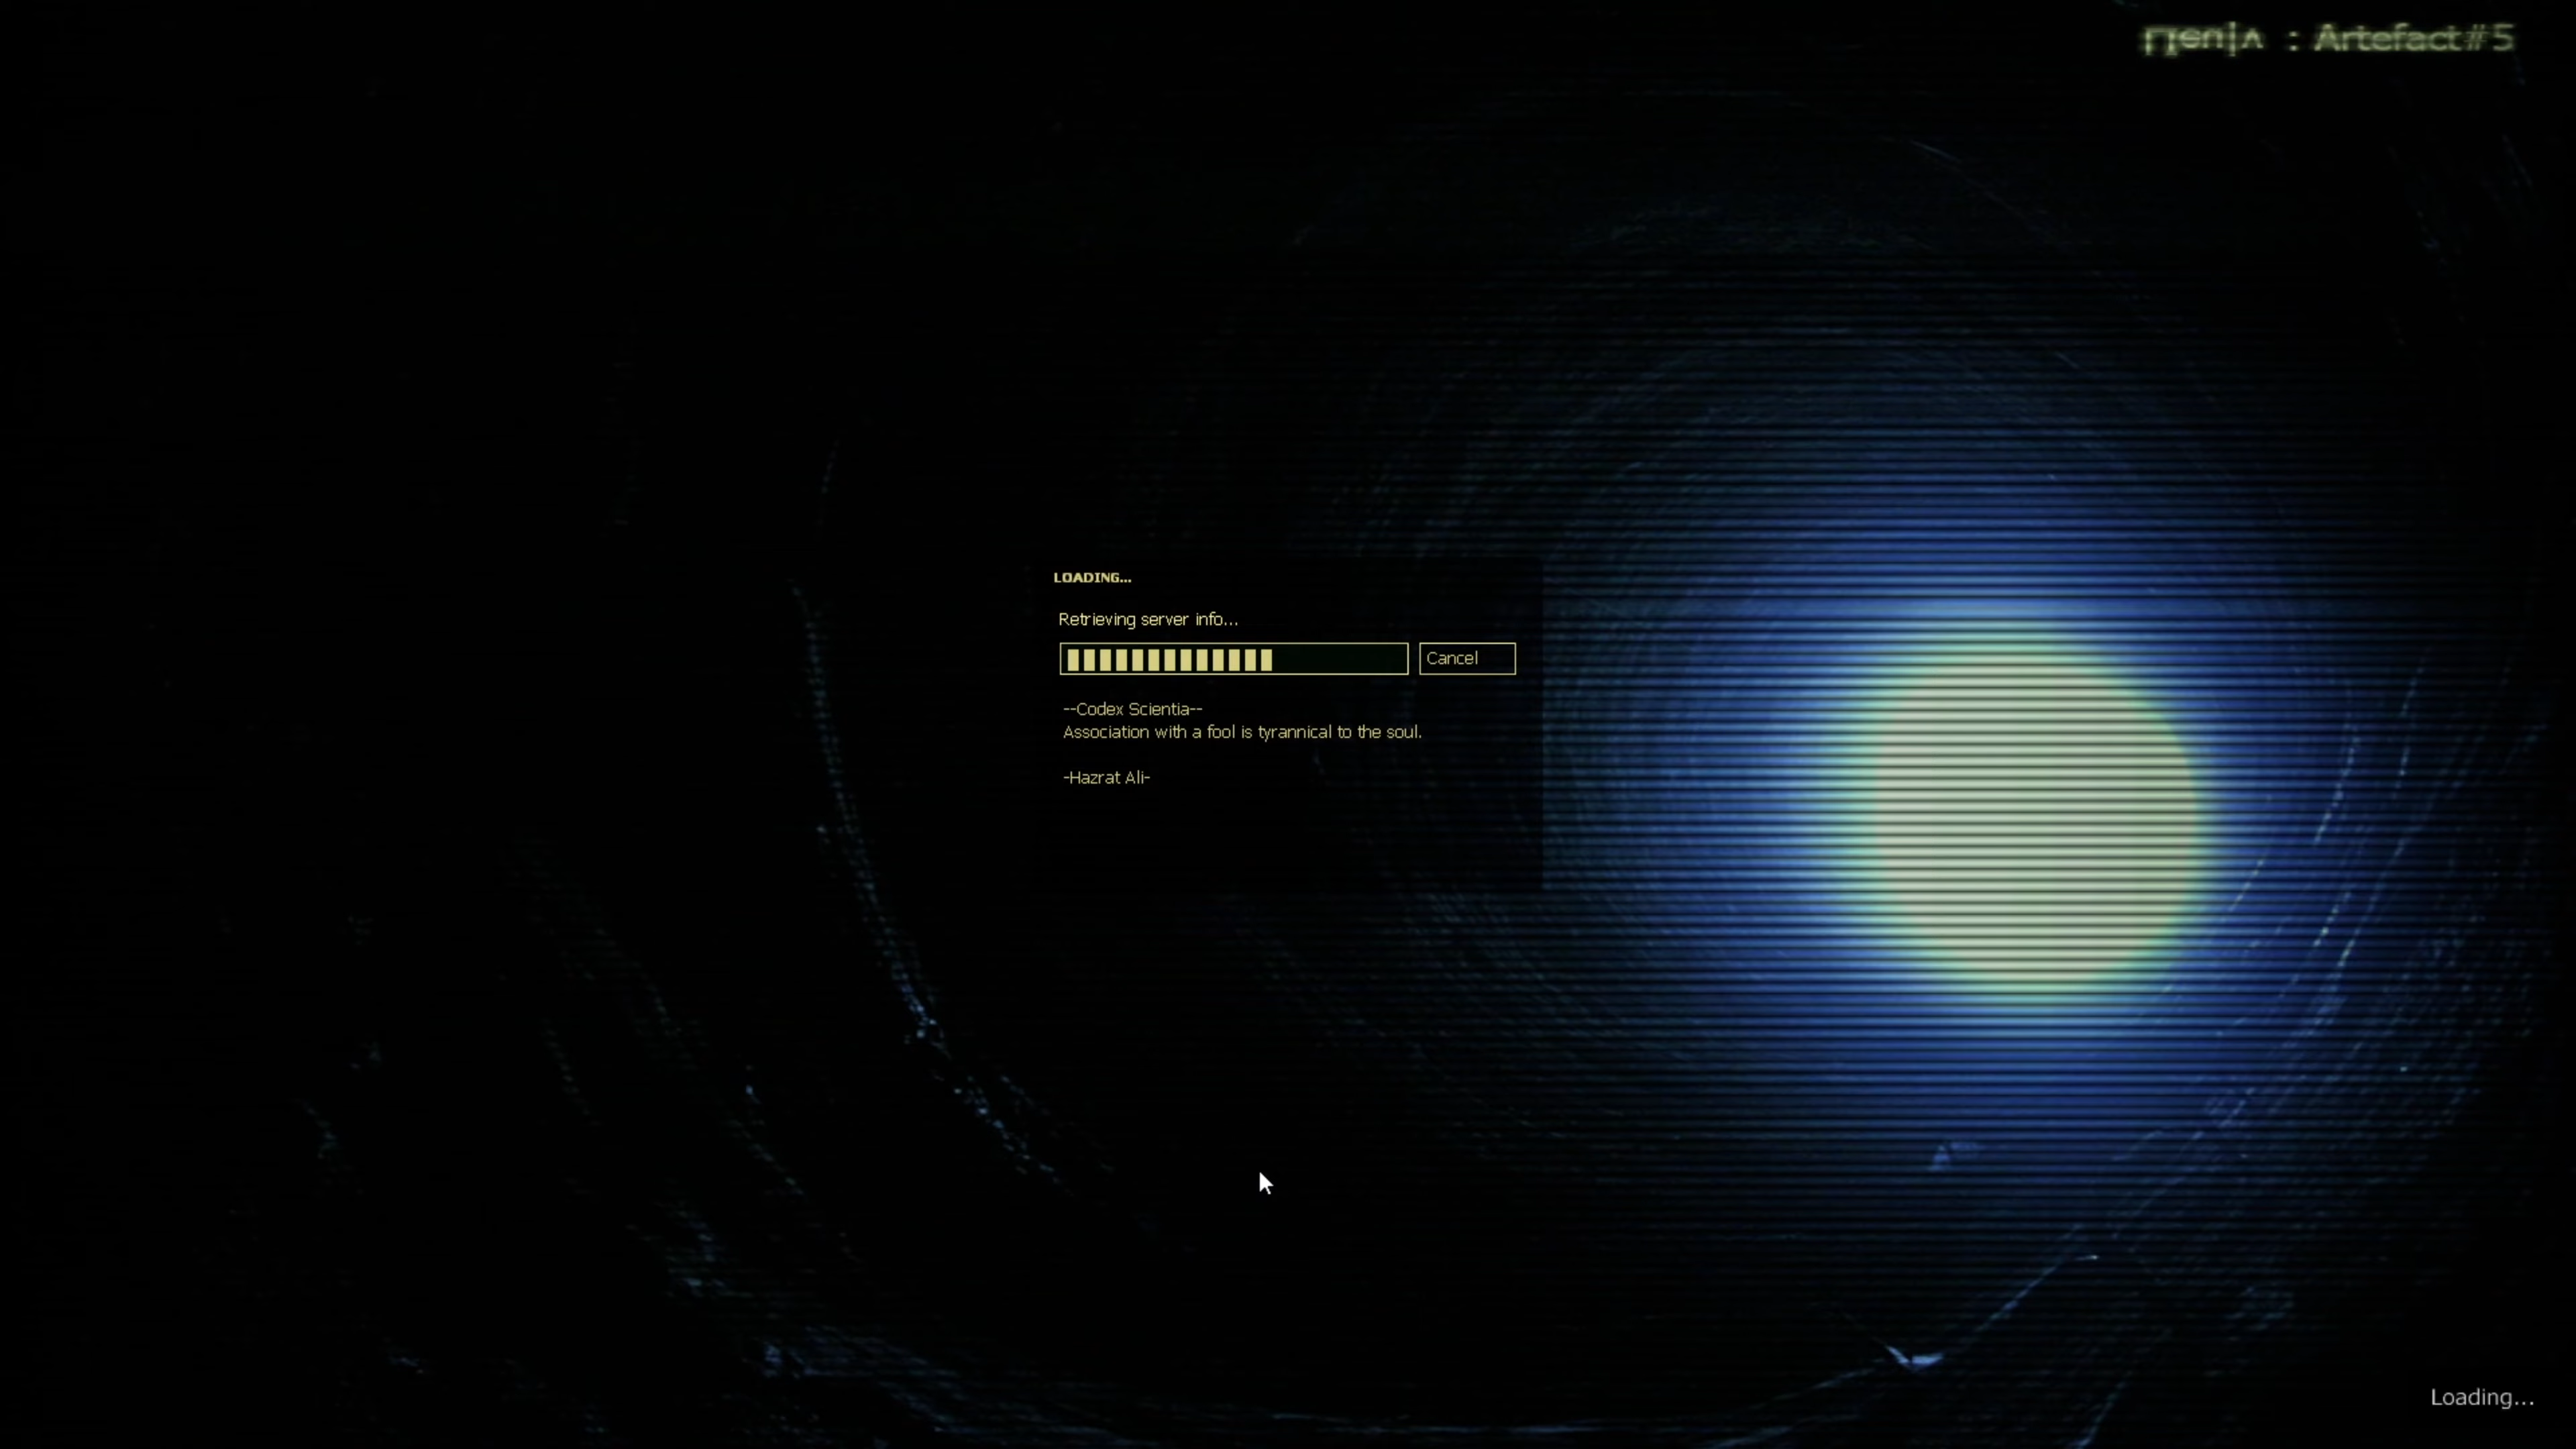 : Artefact#5
LOADING...
Retrieving server info...
Cancel
--Codex Scientia--
Association with a fool is tyrannical to the soul.
-Hazrat Ali-
Loading...